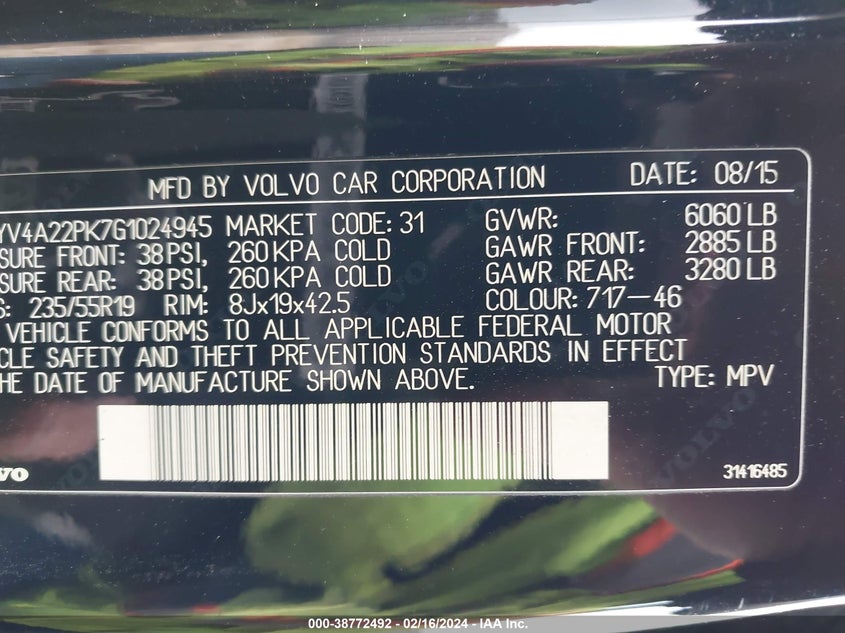 MFD BY VOLVO CAR CORPORATION DATE: 08/15
YV4A22PK7G1024945 MARKET CODE: 31 GVWR: 6060 LB
SURE FRONT: 38 PSI, 260 KPA COLD GAWR FRONT: 2885 LB
SURE REAR: 38 PSI, 260 KPA COLD GAWR REAR: 3280 LB
S: 235/55R19 RIM: 8Jx19x42.5 COLOUR: 717-46
VEHICLE CONFORMS TO ALL APPLICABLE FEDERAL MOTOR
CLE SAFETY AND THEFT PREVENTION STANDARDS IN EFFECT
HE DATE OF MANUFACTURE SHOWN ABOVE. TYPE: MPV
VO 31416485
000-38772492 - 02/16/2024 - IAA Inc.